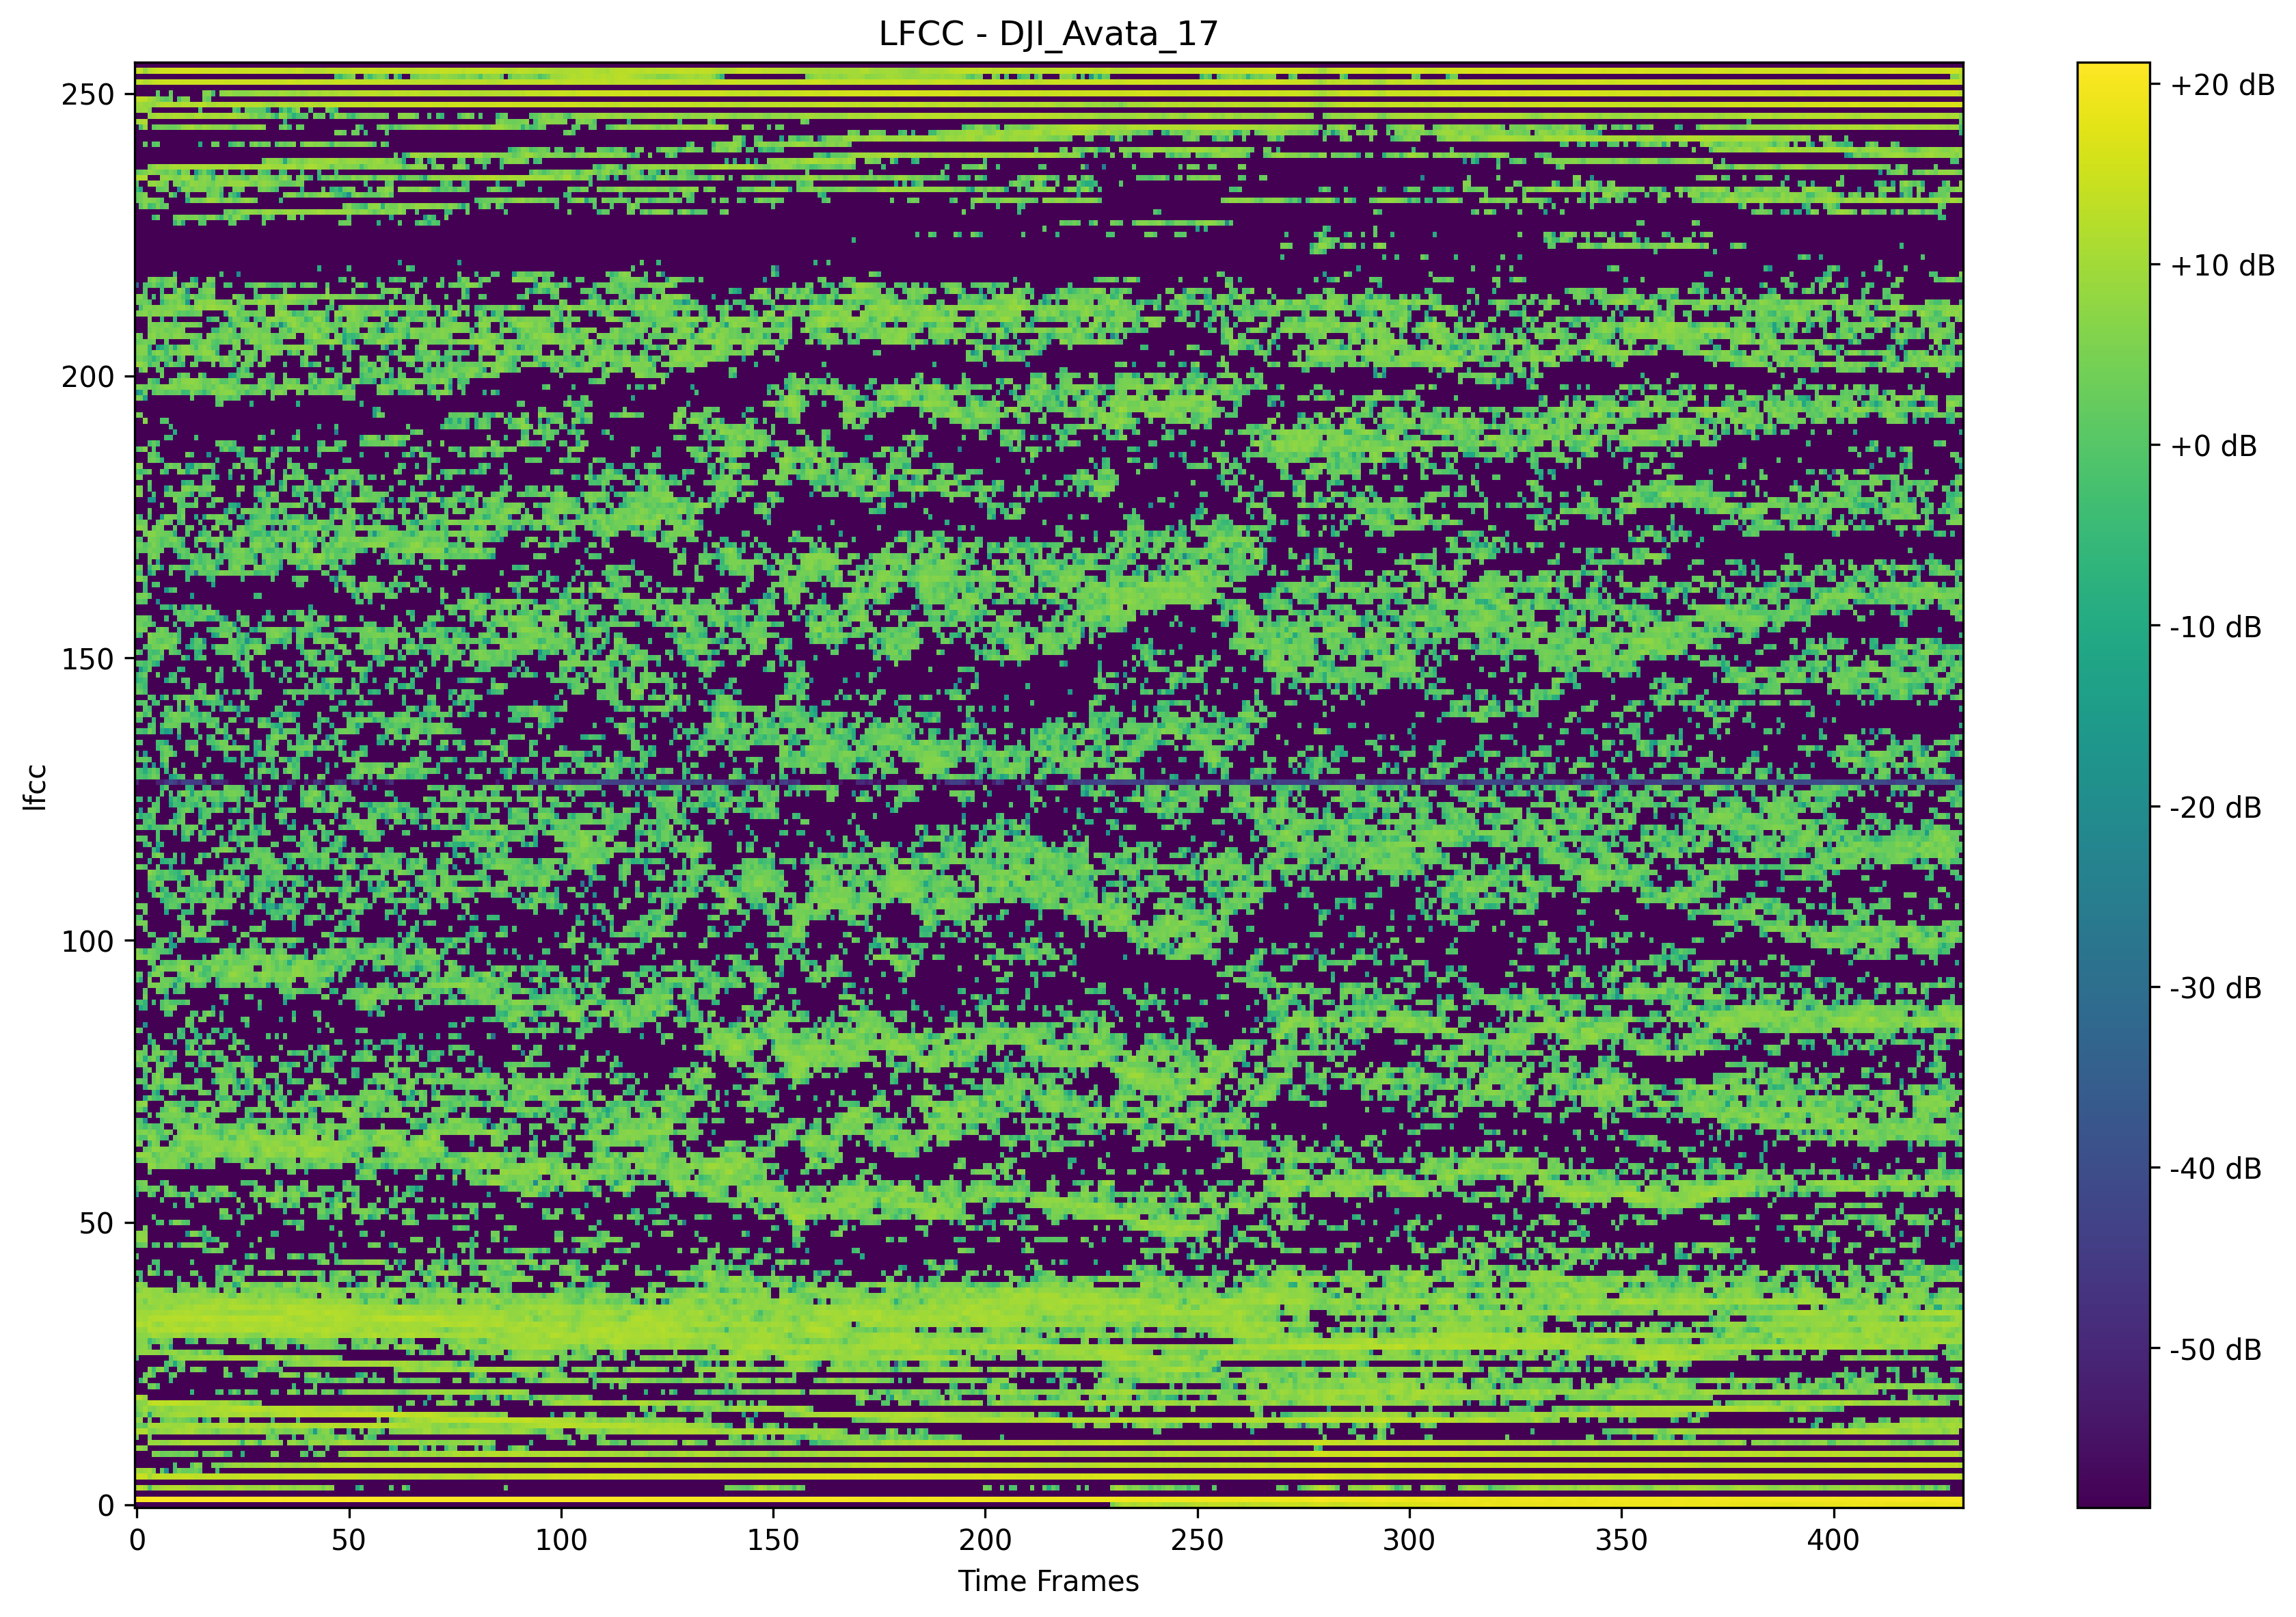 LFCC - DJI_Avata_17
250
200
150
100
50
0
lfcc
0 50 100 150 200 250 300 350 400
Time Frames
+20 dB
+10 dB
+0 dB
-10 dB
-20 dB
-30 dB
-40 dB
-50 dB